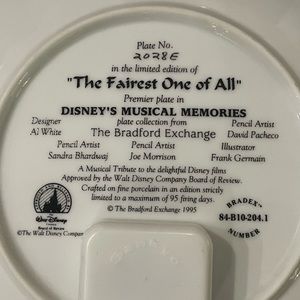 Plate No.
2028E
in the limited edition of
"The Fairest One of All"
Premier plate in
DISNEY'S MUSICAL MEMORIES
Designer plate collection from Pencil Artist
Al White The Bradford Exchange David Pacheco
Pencil Artist Pencil Artist Illustrator
Sandra Bhardwaj Joe Morrison Frank Germain
A Musical Tribute to the delightful Disney films
Approved by the Walt Disney Company Board of Review.
Crafted on fine porcelain in an edition strictly
limited to a maximum of 95 firing days.
© The Bradford Exchange 1995
Walt Disney
Board of Review
©The Walt Disney Company
BRADEX-
84-B10-204.1
NUMBER